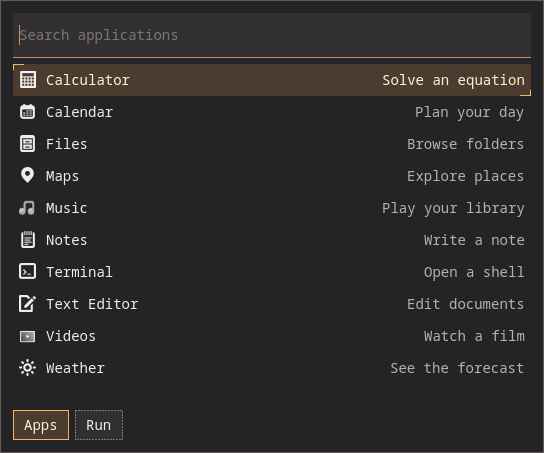 Search applications
Calculator Solve an equation
Calendar Plan your day
Files Browse folders
Maps Explore places
Music Play your library
Notes Write a note
Terminal Open a shell
Text Editor Edit documents
Videos Watch a film
Weather See the forecast
Apps Run